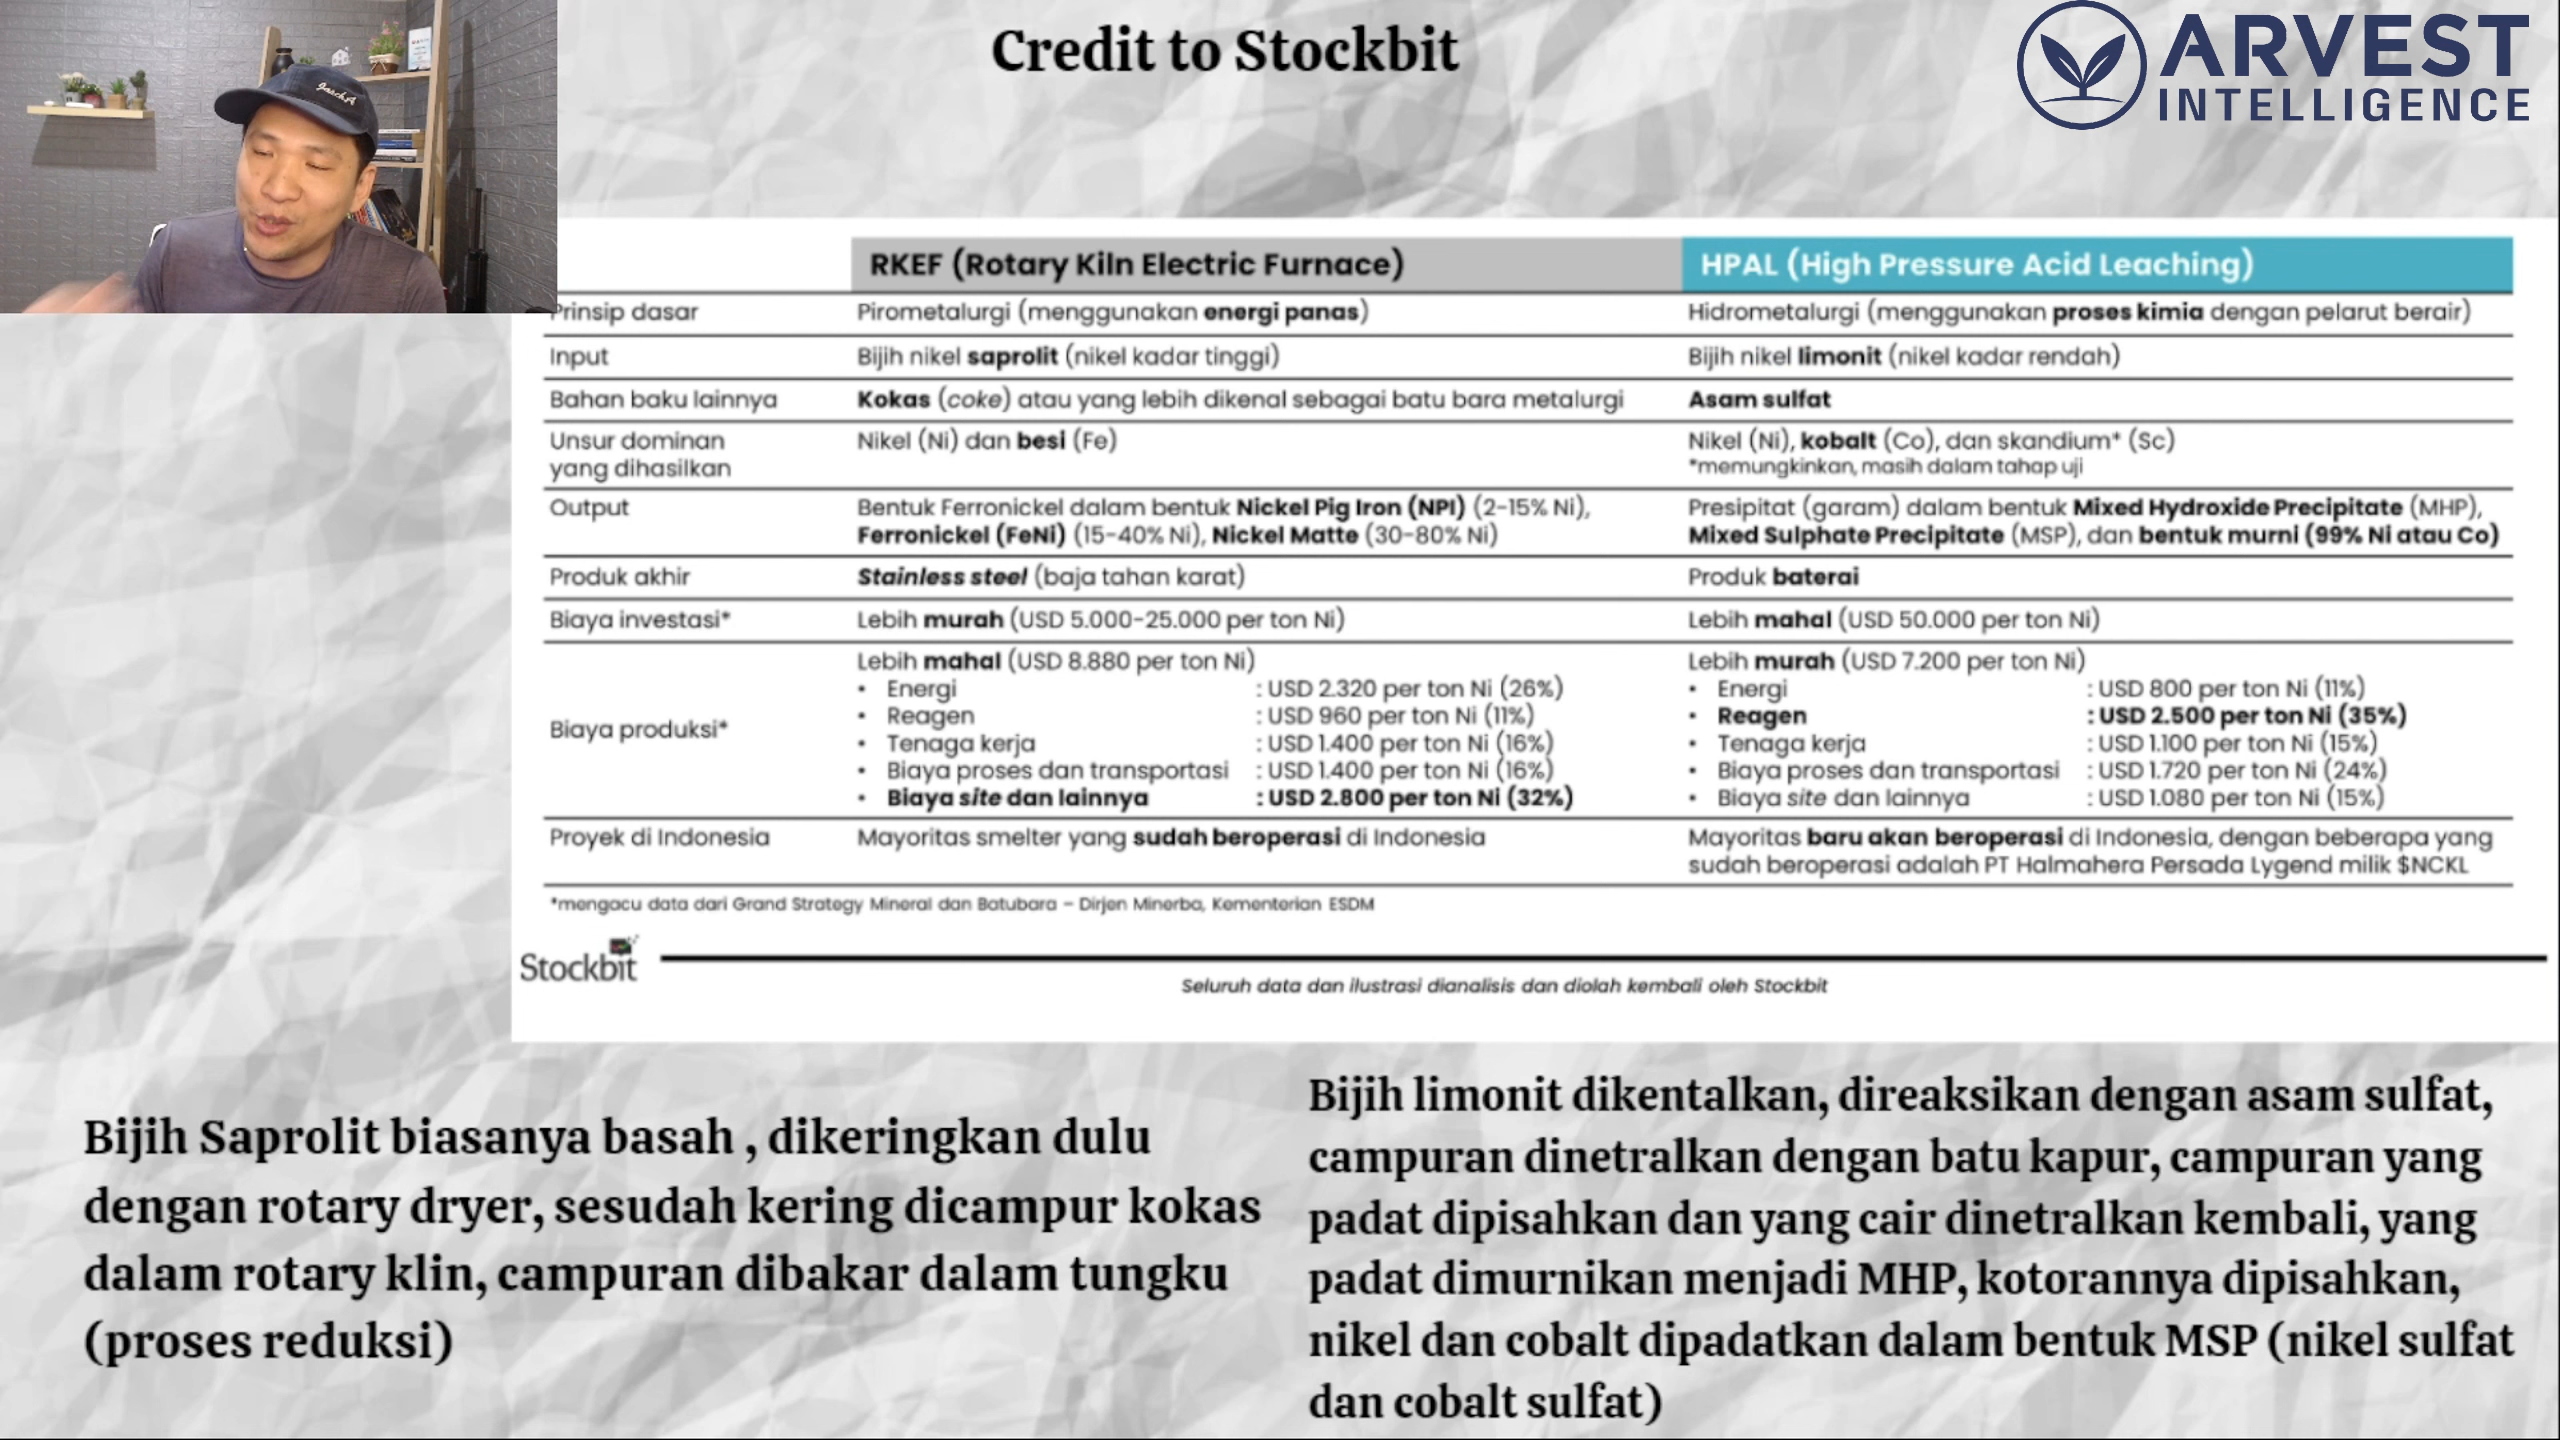 Credit to Stockbit
ARVEST
INTELLIGENCE
RKEF (Rotary Kiln Electric Furnace)
HPAL (High Pressure Acid Leaching)
Prinsip dasar
Pirometalurgi (menggunakan energi panas)
Hidrometalurgi (menggunakan proses kimia dengan pelarut berair)
Input
Bijih nikel saprolit (nikel kadar tinggi)
Bijih nikel limonit (nikel kadar rendah)
Bahan baku lainnya
Kokas (coke) atau yang lebih dikenal sebagai batu bara metalurgi
Asam sulfat
Unsur dominan
yang dihasilkan
Nikel (Ni) dan besi (Fe)
Nikel (Ni), kobalt (Co), dan skandium* (Sc)
*memungkinkan, masih dalam tahap uji
Output
Bentuk Ferronickel dalam bentuk Nickel Pig Iron (NPI) (2-15% Ni),
Ferronickel (FeNi) (15-40% Ni), Nickel Matte (30-80% Ni)
Presipitat (garam) dalam bentuk Mixed Hydroxide Precipitate (MHP),
Mixed Sulphate Precipitate (MSP), dan bentuk murni (99% Ni atau Co)
Produk akhir
Stainless steel (baja tahan karat)
Produk baterai
Biaya investasi*
Lebih murah (USD 5.000-25.000 per ton Ni)
Lebih mahal (USD 50.000 per ton Ni)
Biaya produksi*
Lebih mahal (USD 8.880 per ton Ni)
• Energi : USD 2.320 per ton Ni (26%)
• Reagen : USD 960 per ton Ni (11%)
• Tenaga kerja : USD 1.400 per ton Ni (16%)
• Biaya proses dan transportasi : USD 1.400 per ton Ni (16%)
• Biaya site dan lainnya : USD 2.800 per ton Ni (32%)
Lebih murah (USD 7.200 per ton Ni)
• Energi : USD 800 per ton Ni (11%)
• Reagen : USD 2.500 per ton Ni (35%)
• Tenaga kerja : USD 1.100 per ton Ni (15%)
• Biaya proses dan transportasi : USD 1.720 per ton Ni (24%)
• Biaya site dan lainnya : USD 1.080 per ton Ni (15%)
Proyek di Indonesia
Mayoritas smelter yang sudah beroperasi di Indonesia
Mayoritas baru akan beroperasi di Indonesia, dengan beberapa yang
sudah beroperasi adalah PT Halmahera Persada Lygend milik $NCKL
*mengacu data dari Grand Strategy Mineral dan Batubara – Dirjen Minerba, Kementerian ESDM
Stockbit
Seluruh data dan ilustrasi dianalisis dan diolah kembali oleh Stockbit
Bijih Saprolit biasanya basah , dikeringkan dulu
dengan rotary dryer, sesudah kering dicampur kokas
dalam rotary klin, campuran dibakar dalam tungku
(proses reduksi)
Bijih limonit dikentalkan, direaksikan dengan asam sulfat,
campuran dinetralkan dengan batu kapur, campuran yang
padat dipisahkan dan yang cair dinetralkan kembali, yang
padat dimurnikan menjadi MHP, kotorannya dipisahkan,
nikel dan cobalt dipadatkan dalam bentuk MSP (nikel sulfat
dan cobalt sulfat)